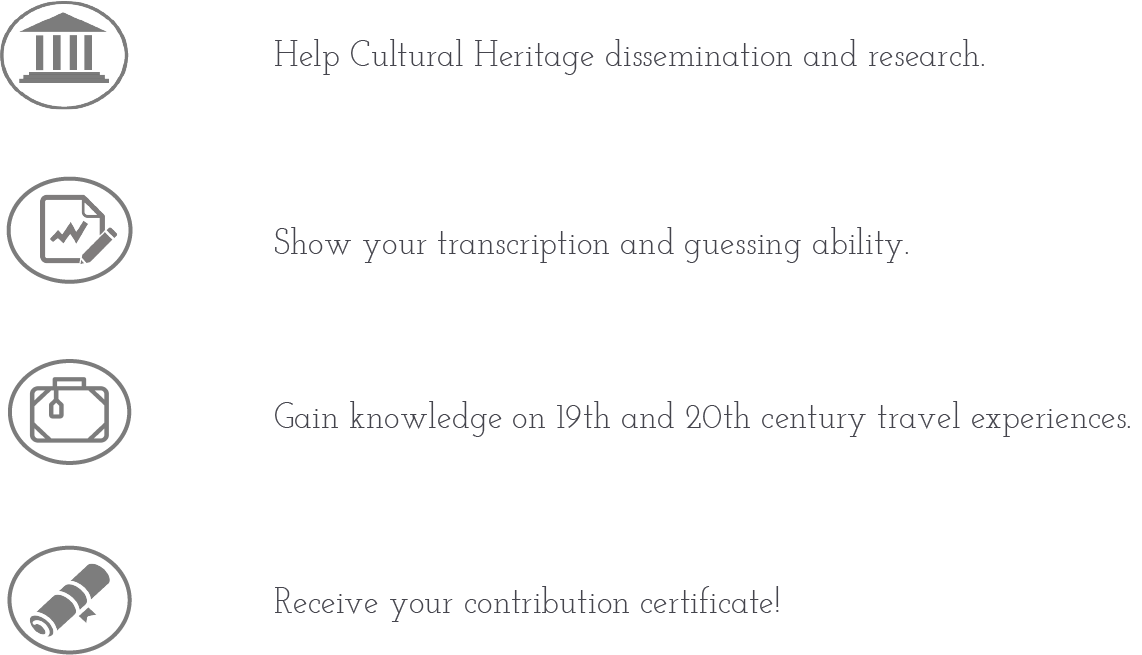 Help Cultural Heritage dissemination and research.
Show your transcription and guessing ability.
Gain knowledge on 19th and 20th century travel experiences.
Receive your contribution certificate!